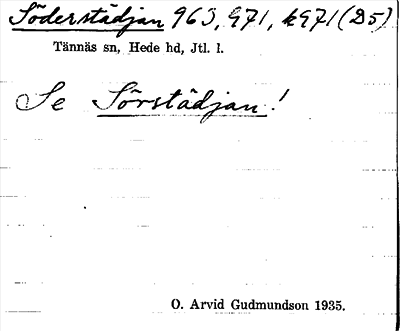 Söderstädjan 963, 971, k971 (D5)
Tännäs sn, Hede hd, Jtl. l.
Se Sörstädjan!
O. Arvid Gudmundson 1935.